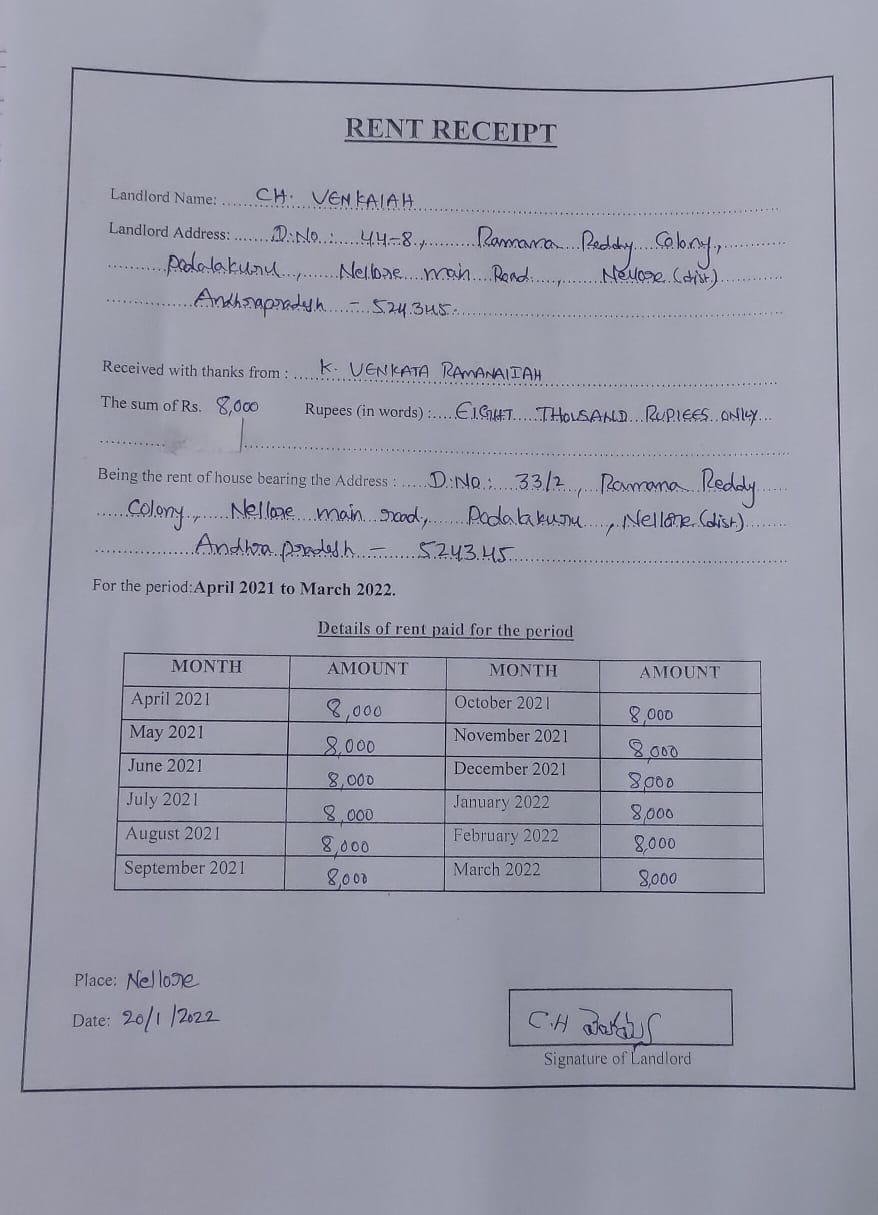 RENT RECEIPT
Landlord Name: CH. VENKAIAH
Landlord Address: D.No.: 44-8, Ramana Reddy Colony,
Podalakuru, Nellore main Road, Nellore (dist)
Andhrapradesh - 524345.
Received with thanks from : K. VENKATA RAMANAIIAH
The sum of Rs. 8,000 Rupees (in words) : EIGHT THOUSAND RUPIEES ONLY
Being the rent of house bearing the Address : D.No.: 33/2, Ramana Reddy
Colony, Nellore main road, Podalakuru, Nellore (dist)
Andhra pradesh - 524345
For the period:April 2021 to March 2022.
Details of rent paid for the period
MONTH AMOUNT MONTH AMOUNT
April 2021 8,000 October 2021 8,000
May 2021 8,000 November 2021 8,000
June 2021 8,000 December 2021 8,000
July 2021 8,000 January 2022 8,000
August 2021 8,000 February 2022 8,000
September 2021 8,000 March 2022 8,000
Place: Nellore
Date: 20/1/2022
C.H
Signature of Landlord